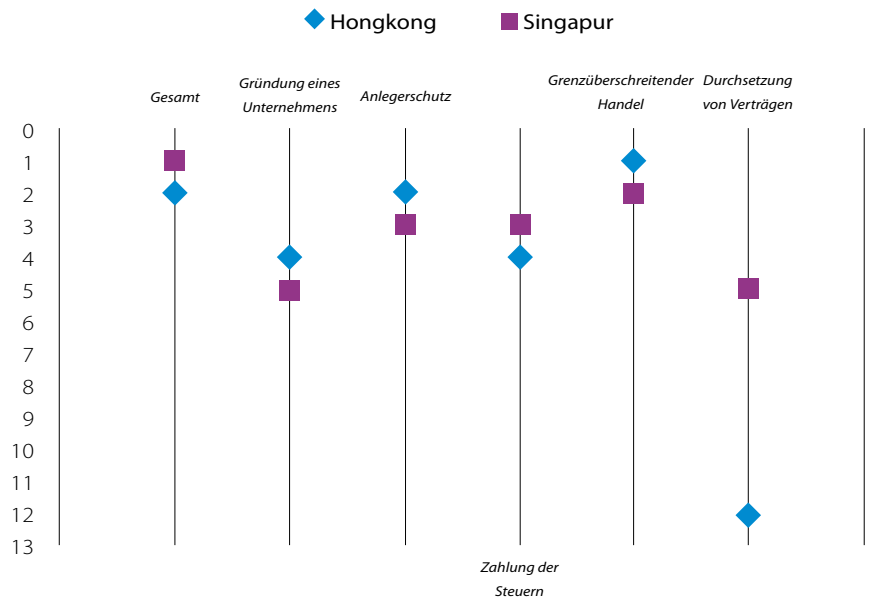 Hongkong Singapur
Gesamt
Gründung eines
Unternehmens
Anlegerschutz
Grenzüberschreitender
Handel
Durchsetzung
von Verträgen
0
1
2
3
4
5
6
7
8
9
10
11
12
13
Zahlung der
Steuern